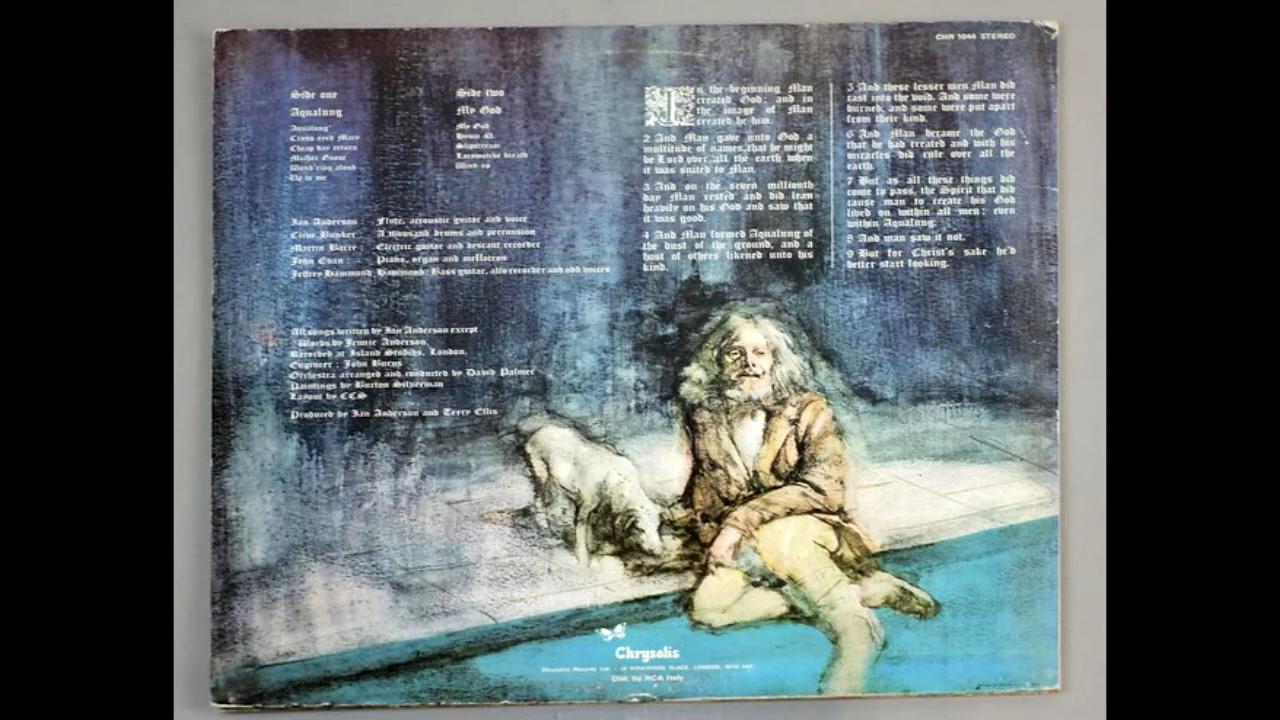 CHR 1044 STEREO
Side one
Aqualung
Aqualung*
Cross eyed Mary
Cheap day return
Mother Goose
Wond'ring aloud
Up to me
Side two
My God
My God
Hymn 43
Slipstream
Locomotive breath
Wind up
Ian Anderson : Flute, accoustic guitar and voice
Clive Bunker : A thousand drums and percussion
Martin Barre : Electric guitar and descant recorder
John Evan : Piano, organ and mellotron
Jeffrey Hammond Hammond: Bass guitar, alto recorder and odd voices
All songs written by Ian Anderson except
*Words by Jennie Anderson.
Recorded at Island Studios, London.
Engineer : John Burns
Orchestra arranged and conducted by David Palmer
Paintings by Burton Silverman
Layout by CCS
Produced by Ian Anderson and Terry Ellis
In the beginning Man
created God; and in
the image of Man
created he him.
2 And Man gave unto God a
multitude of names, that he might
be Lord over all the earth when
it was suited to Man.
3 And on the seven millionth
day Man rested and did lean
heavily on his God and saw that
it was good.
4 And Man formed Aqualung of
the dust of the ground, and a
host of others likened unto his
kind.
5 And these lesser men Man did
cast into the void. And some were
burned; and some were put apart
from their kind.
6 And Man became the God
that he had created and with his
miracles did rule over all the
earth.
7 But as all these things did
come to pass, the Spirit that did
cause man to create his God
lived on within all men: even
within Aqualung.
8 And man saw it not.
9 But for Christ's sake he'd
better start looking.
Chrysalis
Chrysalis Records Ltd. PLACE, LONDON,
Dist. by RCA Italy